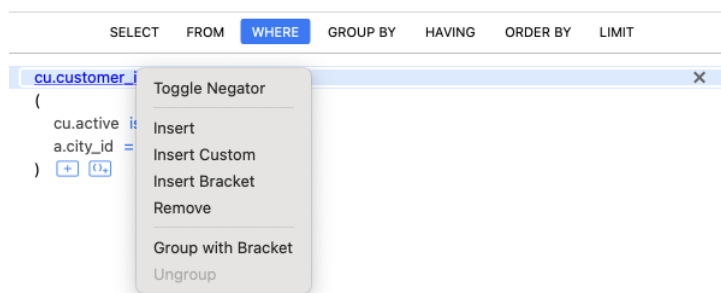 SELECT FROM WHERE GROUP BY HAVING ORDER BY LIMIT
cu.customer_i
(
cu.active is
a.city_id =
)
Toggle Negator
Insert
Insert Custom
Insert Bracket
Remove
Group with Bracket
Ungroup